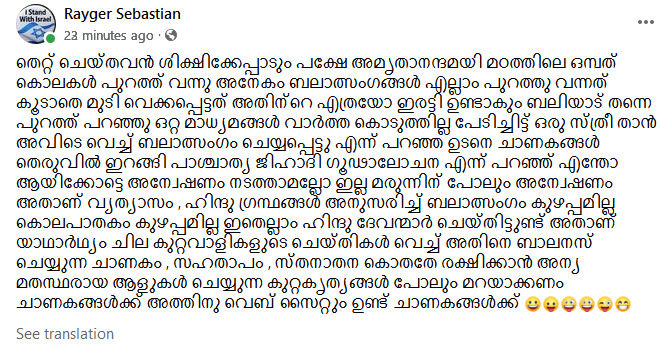 I Stand
With Israel
Rayger Sebastian
23 minutes ago ·
തെറ്റ് ചെയ്തവൻ ശിക്ഷിക്കേപ്പാടും പക്ഷേ അമൃതാനന്ദമയി മഠത്തിലെ ഒമ്പത്
കൊലകൾ പുറത്ത് വന്നു അനേകം ബലാത്സംഗങ്ങൾ എല്ലാം പുറത്തു വന്നത്
കൂടാതെ മൂടി വെക്കപ്പെട്ടത് അതിന്റെ എത്രയോ ഇരട്ടി ഉണ്ടാകും ബലിയാട് തന്നെ
പുറത്ത് പറഞ്ഞു ഒറ്റ മാധ്യമങ്ങൾ വാർത്ത കൊടുത്തില്ല പേടിച്ചിട്ട് ഒരു സ്ത്രീ താൻ
അവിടെ വെച്ച് ബലാത്സംഗം ചെയ്യപ്പെട്ടു എന്ന് പറഞ്ഞ ഉടനെ ചാണകങ്ങൾ
തെരുവിൽ ഇറങ്ങി പാശ്ചാത്യ ജിഹാദി ഗൂഢാലോചന എന്ന് പറഞ്ഞ് എന്തോ
ആയിക്കോട്ടെ അന്വേഷണം നടത്താമല്ലോ ഇല്ല മരുന്നിന് പോലും അന്വേഷണം
അതാണ് വ്യത്യാസം , ഹിന്ദു ഗ്രന്ഥങ്ങൾ അനുസരിച്ച് ബലാത്സംഗം കുഴപ്പമില്ല
കൊലപാതകം കുഴപ്പമില്ല ഇതെല്ലാം ഹിന്ദു ദേവന്മാർ ചെയ്തിട്ടുണ്ട് അതാണ്
യാഥാർഥ്യം ചില കുറ്റവാളികളുടെ ചെയ്തികൾ വെച്ച് അതിനെ ബാലനസ്
ചെയ്യുന്ന ചാണകം , സഹതാപം , സ്തനാതന കൊതതേ രക്ഷിക്കാൻ അന്യ
മതസ്ഥരായ ആളുകൾ ചെയ്യുന്ന കുറ്റകൃത്യങ്ങൾ പോലും മറയാക്കണം
ചാണകങ്ങൾക്ക് അത്തിനു വെബ് സൈറ്റും ഉണ്ട് ചാണകങ്ങൾക്ക് 😀😛😜😀😜😁
See translation